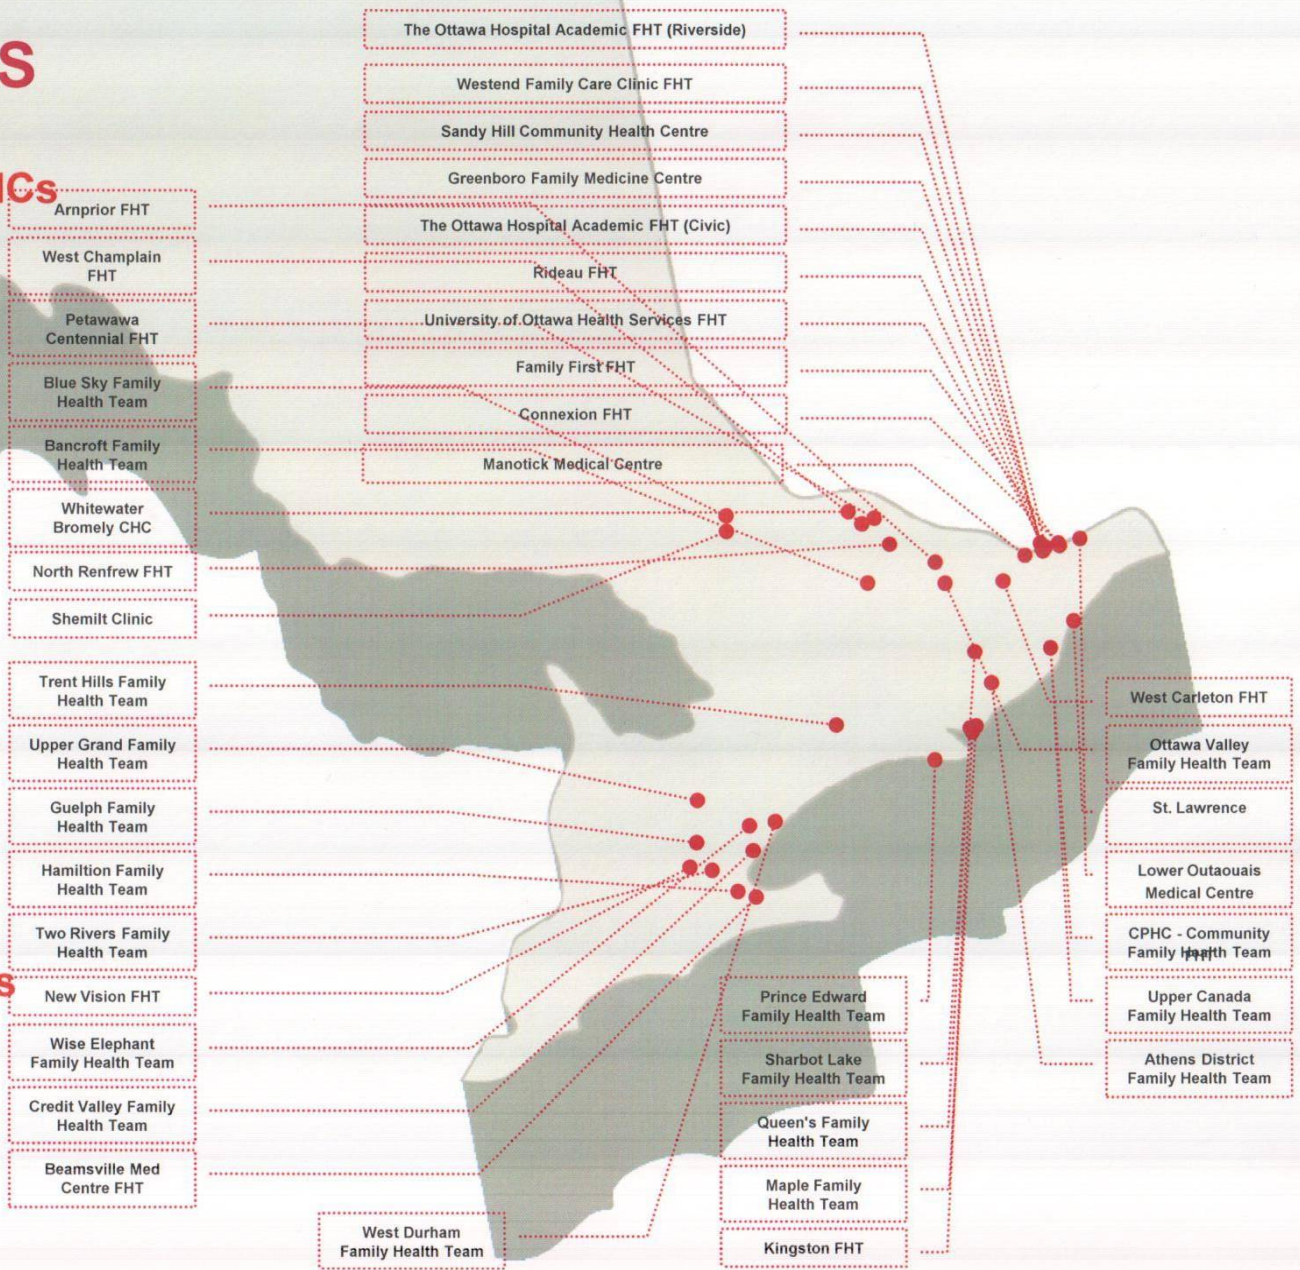 S
The Ottawa Hospital Academic FHT (Riverside)
Westend Family Care Clinic FHT
Sandy Hill Community Health Centre
Greenboro Family Medicine Centre
The Ottawa Hospital Academic FHT (Civic)
Rideau FHT
University of Ottawa Health Services FHT
Family First FHT
Connexion FHT
Manotick Medical Centre
ICs
Arnprior FHT
West Champlain
FHT
Petawawa
Centennial FHT
Blue Sky Family
Health Team
Bancroft Family
Health Team
Whitewater
Bromely CHC
North Renfrew FHT
Shemilt Clinic
Trent Hills Family
Health Team
Upper Grand Family
Health Team
Guelph Family
Health Team
Hamiltion Family
Health Team
Two Rivers Family
Health Team
s
New Vision FHT
Wise Elephant
Family Health Team
Credit Valley Family
Health Team
Beamsville Med
Centre FHT
West Durham
Family Health Team
Prince Edward
Family Health Team
Sharbot Lake
Family Health Team
Queen's Family
Health Team
Maple Family
Health Team
Kingston FHT
West Carleton FHT
Ottawa Valley
Family Health Team
St. Lawrence
Lower Outaouais
Medical Centre
CPHC - Community
Family Health Team
FHT
Upper Canada
Family Health Team
Athens District
Family Health Team